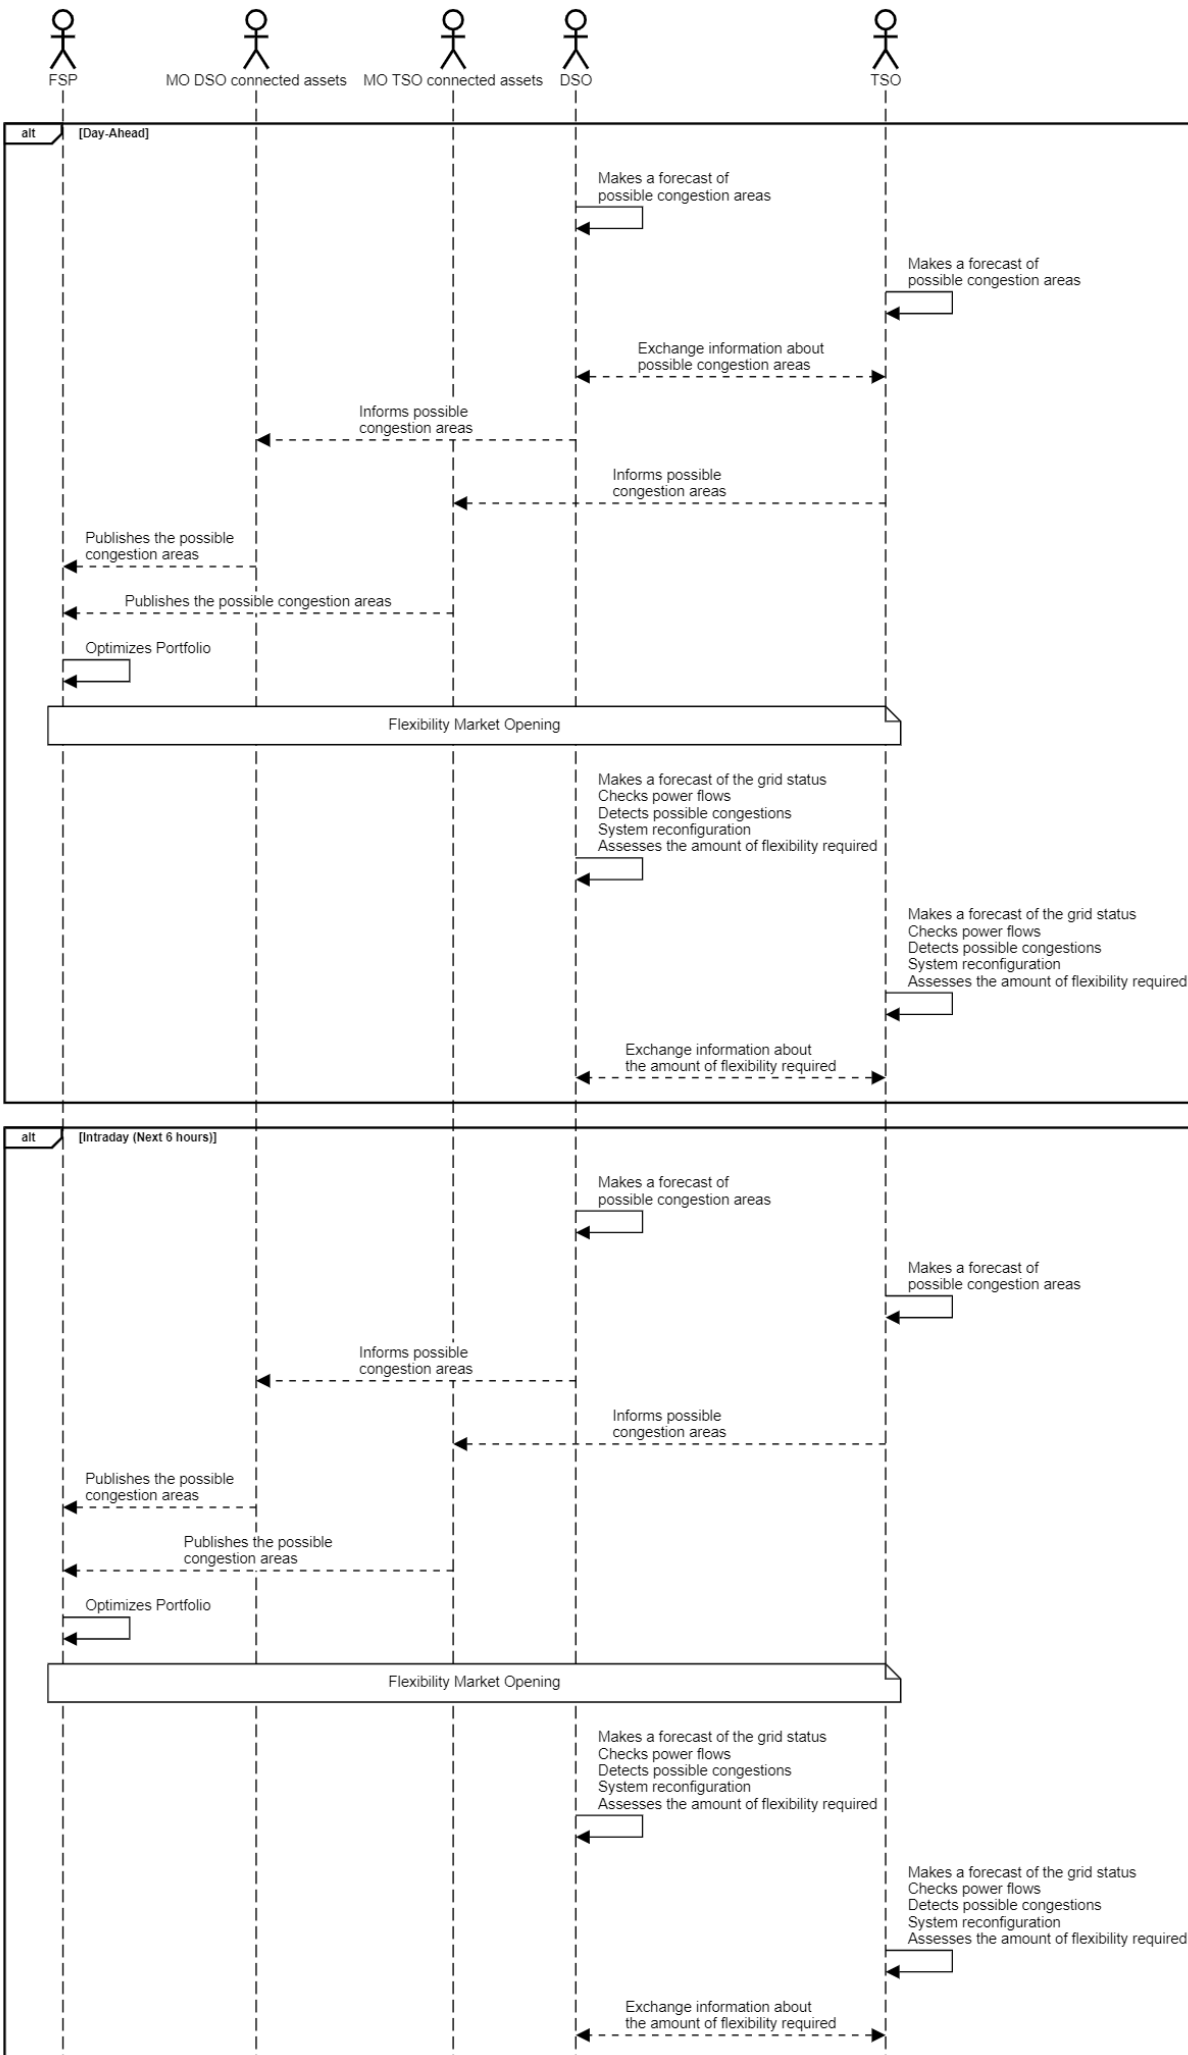 FSP
MO DSO connected assets
MO TSO connected assets
DSO
TSO
alt
[Day-Ahead]
Makes a forecast of
possible congestion areas
Makes a forecast of
possible congestion areas
Exchange information about
possible congestion areas
Informs possible
congestion areas
Informs possible
congestion areas
Publishes the possible
congestion areas
Publishes the possible congestion areas
Optimizes Portfolio
Flexibility Market Opening
Makes a forecast of the grid status
Checks power flows
Detects possible congestions
System reconfiguration
Assesses the amount of flexibility required
Makes a forecast of the grid status
Checks power flows
Detects possible congestions
System reconfiguration
Assesses the amount of flexibility required
Exchange information about
the amount of flexibility required
alt
[Intraday (Next 6 hours)]
Makes a forecast of
possible congestion areas
Makes a forecast of
possible congestion areas
Informs possible
congestion areas
Informs possible
congestion areas
Publishes the possible
congestion areas
Publishes the possible
congestion areas
Optimizes Portfolio
Flexibility Market Opening
Makes a forecast of the grid status
Checks power flows
Detects possible congestions
System reconfiguration
Assesses the amount of flexibility required
Makes a forecast of the grid status
Checks power flows
Detects possible congestions
System reconfiguration
Assesses the amount of flexibility required
Exchange information about
the amount of flexibility required